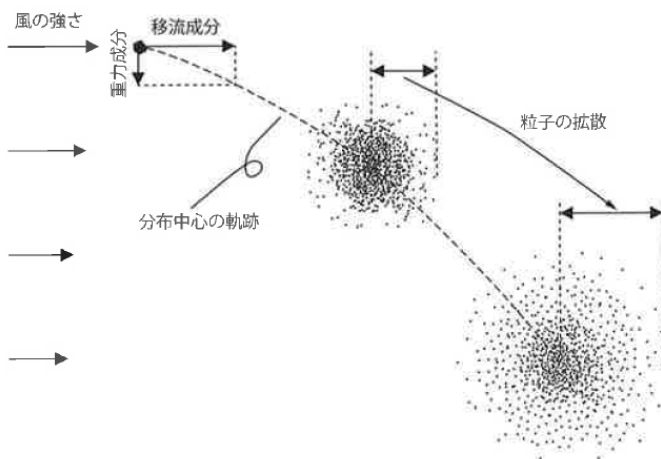 風の強さ
移流成分
重力成分
粒子の拡散
分布中心の軌跡